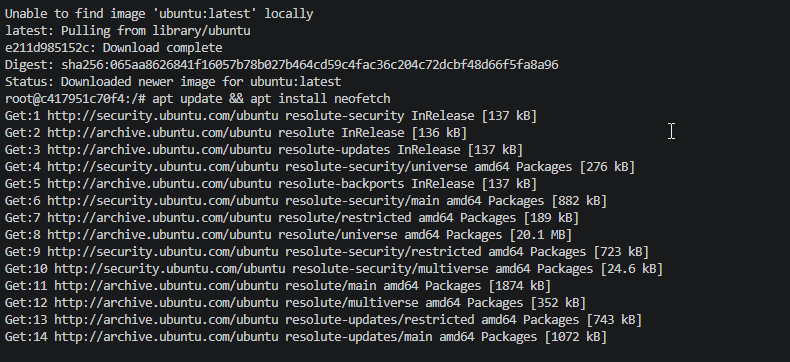 Unable to find image 'ubuntu:latest' locally
latest: Pulling from library/ubuntu
e211d985152c: Download complete
Digest: sha256:065aa8626841f16057b78b027b464cd59c4fac36c204c72dcbf48d66f5fa8a96
Status: Downloaded newer image for ubuntu:latest
root@c417951c70f4:/# apt update && apt install neofetch
Get:1 http://security.ubuntu.com/ubuntu resolute-security InRelease [137 kB]
Get:2 http://archive.ubuntu.com/ubuntu resolute InRelease [136 kB]
Get:3 http://archive.ubuntu.com/ubuntu resolute-updates InRelease [137 kB]
Get:4 http://security.ubuntu.com/ubuntu resolute-security/universe amd64 Packages [276 kB]
Get:5 http://archive.ubuntu.com/ubuntu resolute-backports InRelease [137 kB]
Get:6 http://security.ubuntu.com/ubuntu resolute-security/main amd64 Packages [882 kB]
Get:7 http://archive.ubuntu.com/ubuntu resolute/restricted amd64 Packages [189 kB]
Get:8 http://archive.ubuntu.com/ubuntu resolute/universe amd64 Packages [20.1 MB]
Get:9 http://security.ubuntu.com/ubuntu resolute-security/restricted amd64 Packages [723 kB]
Get:10 http://security.ubuntu.com/ubuntu resolute-security/multiverse amd64 Packages [24.6 kB]
Get:11 http://archive.ubuntu.com/ubuntu resolute/main amd64 Packages [1874 kB]
Get:12 http://archive.ubuntu.com/ubuntu resolute/multiverse amd64 Packages [352 kB]
Get:13 http://archive.ubuntu.com/ubuntu resolute-updates/restricted amd64 Packages [743 kB]
Get:14 http://archive.ubuntu.com/ubuntu resolute-updates/main amd64 Packages [1072 kB]